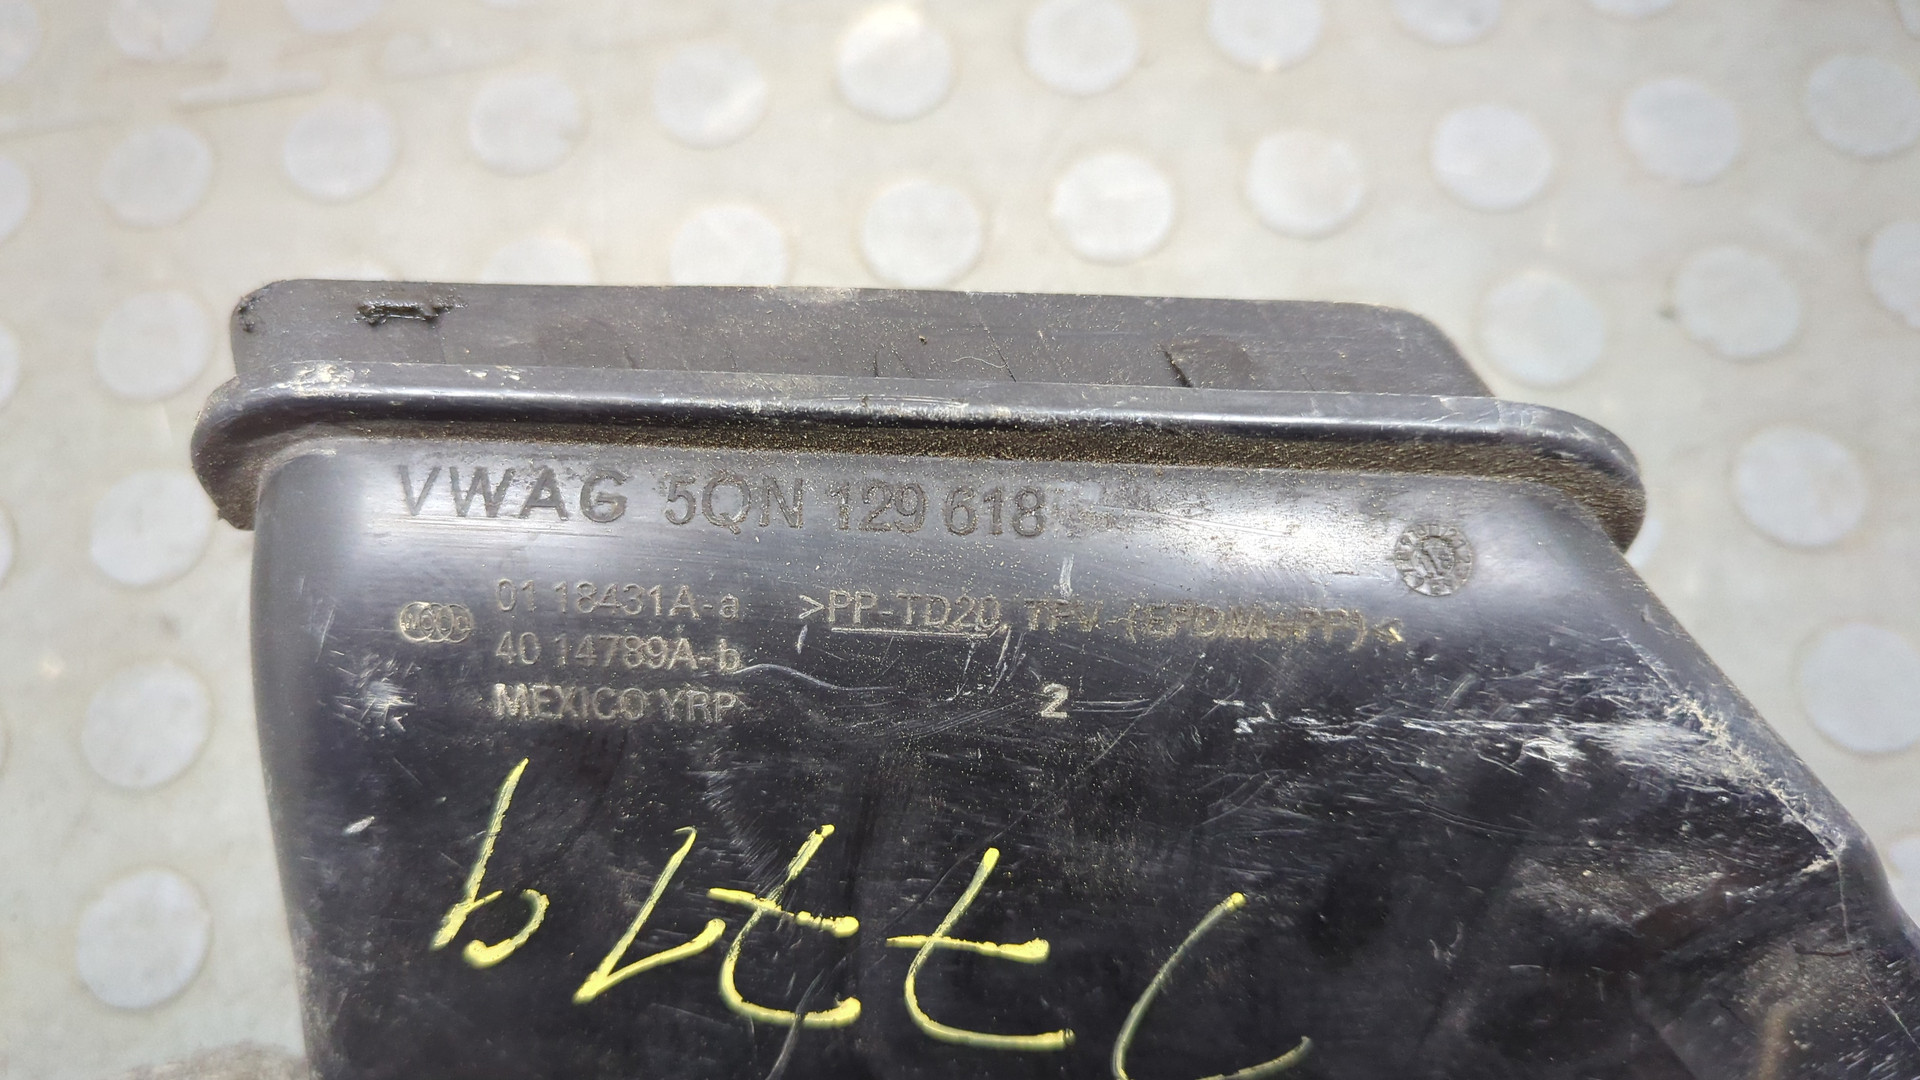 VWAG 5QN 129 618
01 18431A-a >PP-TD20, TPV-(EPDM+PP)<
40 14789A-b
MEXICO YRP 2